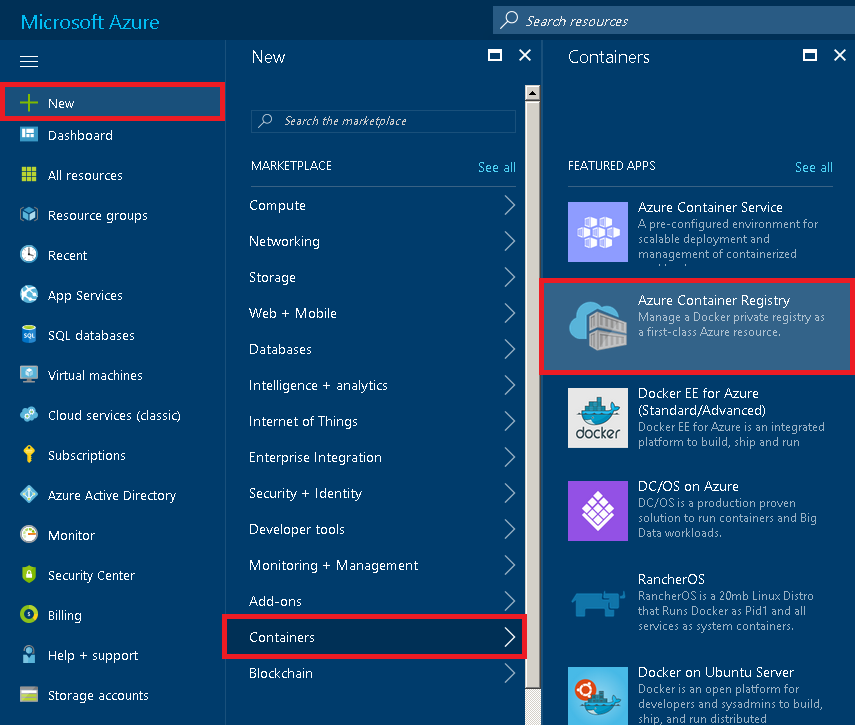 Microsoft Azure
Search resources
New
Dashboard
All resources
Resource groups
Recent
App Services
SQL databases
Virtual machines
Cloud services (classic)
Subscriptions
Azure Active Directory
Monitor
Security Center
Billing
Help + support
Storage accounts
New
Search the marketplace
MARKETPLACE
See all
Compute
Networking
Storage
Web + Mobile
Databases
Intelligence + analytics
Internet of Things
Enterprise Integration
Security + Identity
Developer tools
Monitoring + Management
Add-ons
Containers
Blockchain
Containers
FEATURED APPS
See all
Azure Container Service
A pre-configured environment for
scalable deployment and
management of containerized
Azure Container Registry
Manage a Docker private registry as
a first-class Azure resource.
docker
Docker EE for Azure
(Standard/Advanced)
Docker EE for Azure is an integrated
platform to build, ship and run
DC/OS on Azure
DC/OS is a production proven
solution to run containers and Big
Data workloads.
RancherOS
RancherOS is a 20mb Linux Distro
that Runs Docker as Pid1 and all
services as system containers.
Docker on Ubuntu Server
Docker is an open platform for
developers and sysadmins to build,
ship, and run distributed